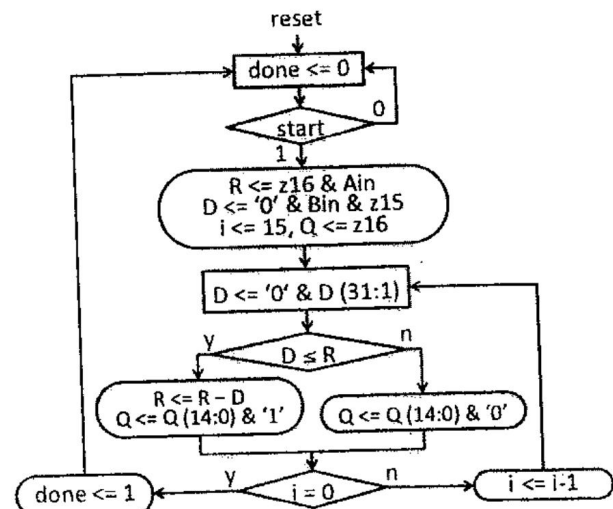 reset
done <= 0
0
start
1
R <= z16 & Ain
D <= ‘0‘ & Bin & z15
i <= 15, Q <= z16
D <= ‘0‘ & D (31:1)
y
D ≤ R
n
R <= R – D
Q <= Q (14:0) & ‘1’
Q <= Q (14:0) & ‘0’
done <= 1
y
i = 0
n
i <= i-1